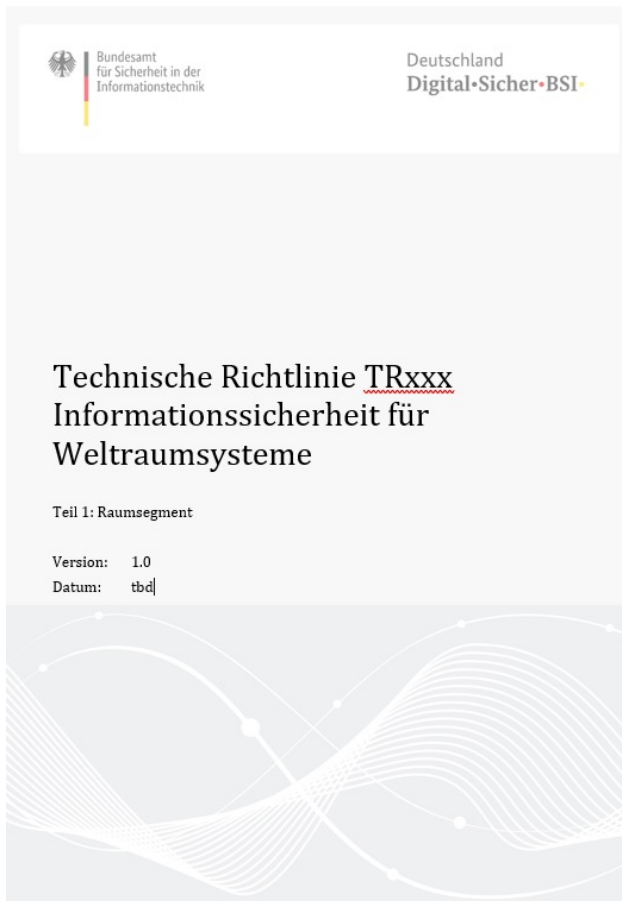 Bundesamt
für Sicherheit in der
Informationstechnik
Deutschland
Digital•Sicher•BSI•
Technische Richtlinie TRxxx
Informationssicherheit für
Weltraumsysteme
Teil 1: Raumsegment
Version: 1.0
Datum: tbd